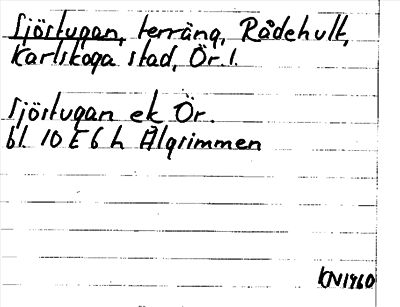 Sjöstugan, terräng, Rådehult,
Karlskoga stad, Ör. l.
Sjöstugan ek Ör.
bl. 10 E 6 h Älgrimmen
KN1960